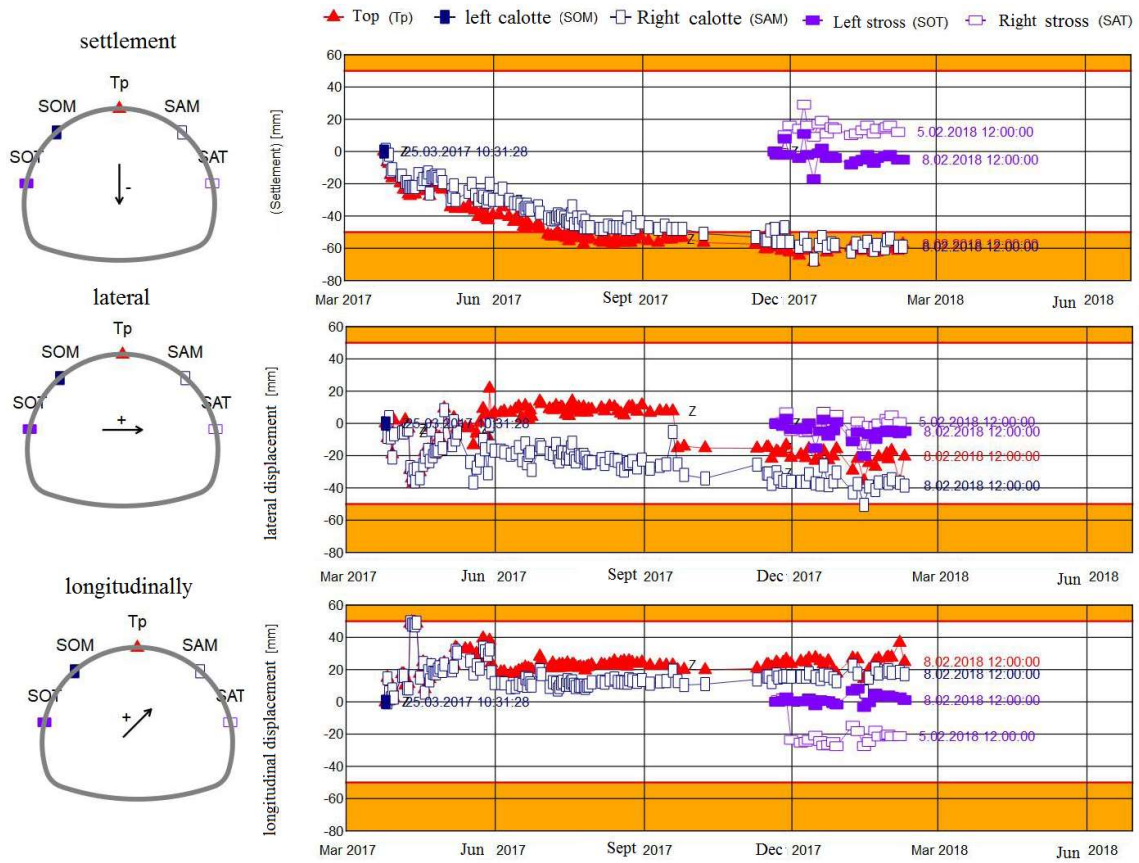 Top (Tp) left calotte (SOM) Right calotte (SAM) Left stross (SOT) Right stross (SAT)
settlement
Tp
SOM SAM
SOT SAT
-
(Settlement) [mm]
60
40
20
0
-20
-40
-60
-80
Z 25.03.2017 10:31:28
Z
Z
5.02.2018 12:00:00
8.02.2018 12:00:00
8.02.2018 12:00:00
Mar 2017 Jun 2017 Sept 2017 Dec 2017 Mar 2018 Jun 2018
lateral
Tp
SOM SAM
SOT SAT
+
lateral displacement [mm]
60
40
20
0
-20
-40
-60
-80
25.03.2017 10:31:28
Z
Z
Z
Z
5.02.2018 12:00:00
8.02.2018 12:00:00
8.02.2018 12:00:00
8.02.2018 12:00:00
Mar 2017 Jun 2017 Sept 2017 Dec 2017 Mar 2018 Jun 2018
longitudinally
Tp
SOM SAM
SOT SAT
+
longitudinal displacement [mm]
60
40
20
0
-20
-40
-60
-80
Z 25.03.2017 10:31:28
Z
8.02.2018 12:00:00
8.02.2018 12:00:00
8.02.2018 12:00:00
5.02.2018 12:00:00
Mar 2017 Jun 2017 Sept 2017 Dec 2017 Mar 2018 Jun 2018